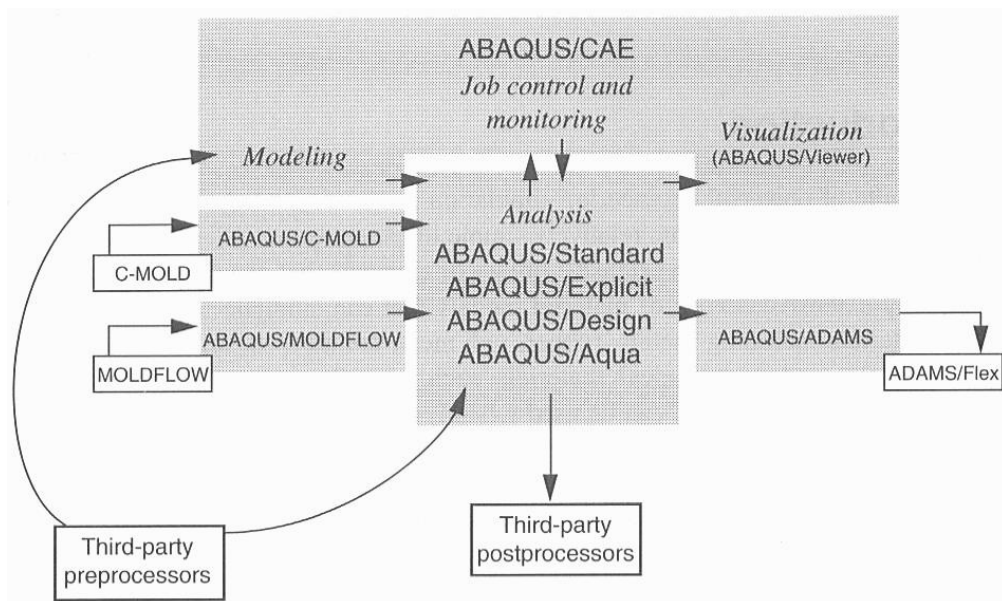 ABAQUS/CAE
Job control and
monitoring
Modeling
Visualization
(ABAQUS/Viewer)
Analysis
ABAQUS/Standard
ABAQUS/Explicit
ABAQUS/Design
ABAQUS/Aqua
ABAQUS/C-MOLD
C-MOLD
ABAQUS/MOLDFLOW
MOLDFLOW
ABAQUS/ADAMS
ADAMS/Flex
Third-party
preprocessors
Third-party
postprocessors